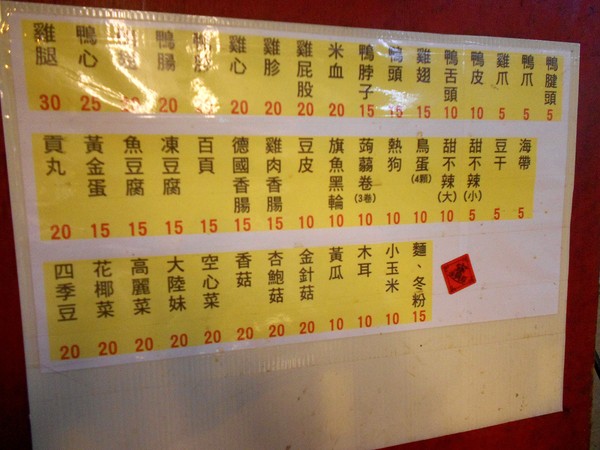 雞腿 30
鴨心 25
鴨腸 20
20
雞心 20
雞胗 20
雞屁股 20
米血 20
鴨脖子 15
鴨頭 15
雞翅 15
鴨舌頭 10
鴨皮 10
雞爪 5
鴨爪 5
鴨腱頭 5
貢丸 20
黃金蛋 15
魚豆腐 15
凍豆腐 15
百頁 15
德國香腸 15
雞肉香腸 15
豆皮 10
旗魚黑輪 10
蒟蒻卷(3卷) 10
熱狗 10
鳥蛋(4顆) 10
甜不辣(大) 10
甜不辣(小) 5
豆干 5
海帶 5
四季豆 20
花椰菜 20
高麗菜 20
大陸妹 20
空心菜 20
香菇 20
杏鮑菇 20
金針菇 20
黃瓜 10
木耳 10
小玉米 10
麵、冬粉 15